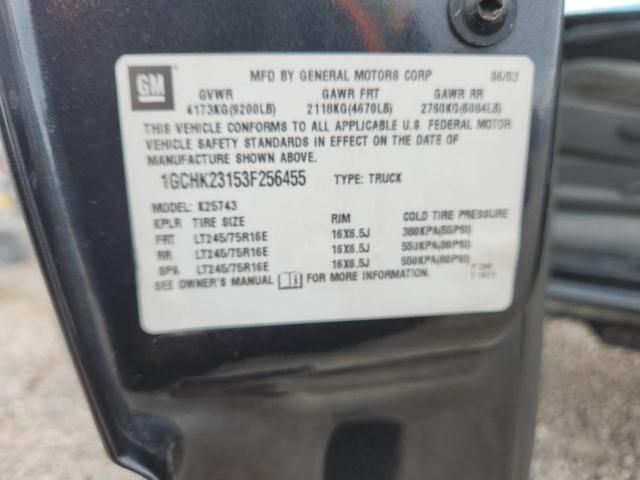 GM
MFD BY GENERAL MOTORS CORP 06/03
GVWR GAWR FRT GAWR RR
4173KG(9200LB) 2118KG(4670LB) 2760KG(6084LB)
THIS VEHICLE CONFORMS TO ALL APPLICABLE U.S. FEDERAL MOTOR
VEHICLE SAFETY STANDARDS IN EFFECT ON THE DATE OF
MANUFACTURE SHOWN ABOVE.
1GCHK23153F256455 TYPE: TRUCK
MODEL: K25743
KPLR TIRE SIZE RIM COLD TIRE PRESSURE
FRT LT245/75R16E 16X6.5J 380KPA(55PSI)
RR LT245/75R16E 16X6.5J 550KPA(80PSI)
SPA LT245/75R16E 16X6.5J 550KPA(80PSI)
SEE OWNER'S MANUAL FOR MORE INFORMATION